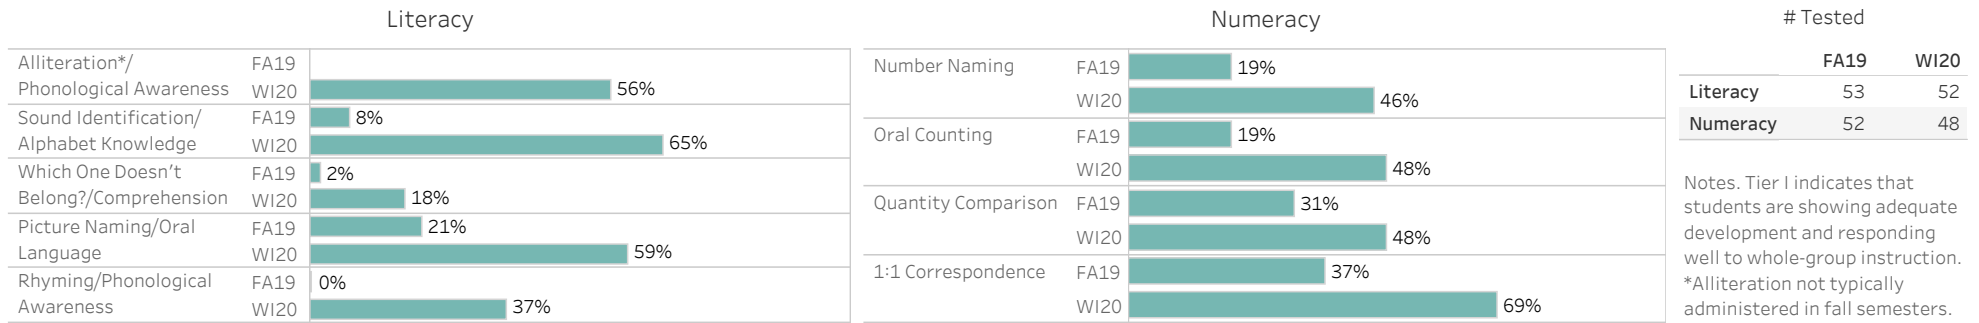 Literacy
Alliteration*/
Phonological Awareness
FA19
WI20 56%
Sound Identification/
Alphabet Knowledge
FA19 8%
WI20 65%
Which One Doesn't
Belong?/Comprehension
FA19 2%
WI20 18%
Picture Naming/Oral
Language
FA19 21%
WI20 59%
Rhyming/Phonological
Awareness
FA19 0%
WI20 37%
Numeracy
Number Naming
FA19 19%
WI20 46%
Oral Counting
FA19 19%
WI20 48%
Quantity Comparison
FA19 31%
WI20 48%
1:1 Correspondence
FA19 37%
WI20 69%
# Tested
FA19 WI20
Literacy 53 52
Numeracy 52 48
Notes. Tier I indicates that
students are showing adequate
development and responding
well to whole-group instruction.
*Alliteration not typically
administered in fall semesters.